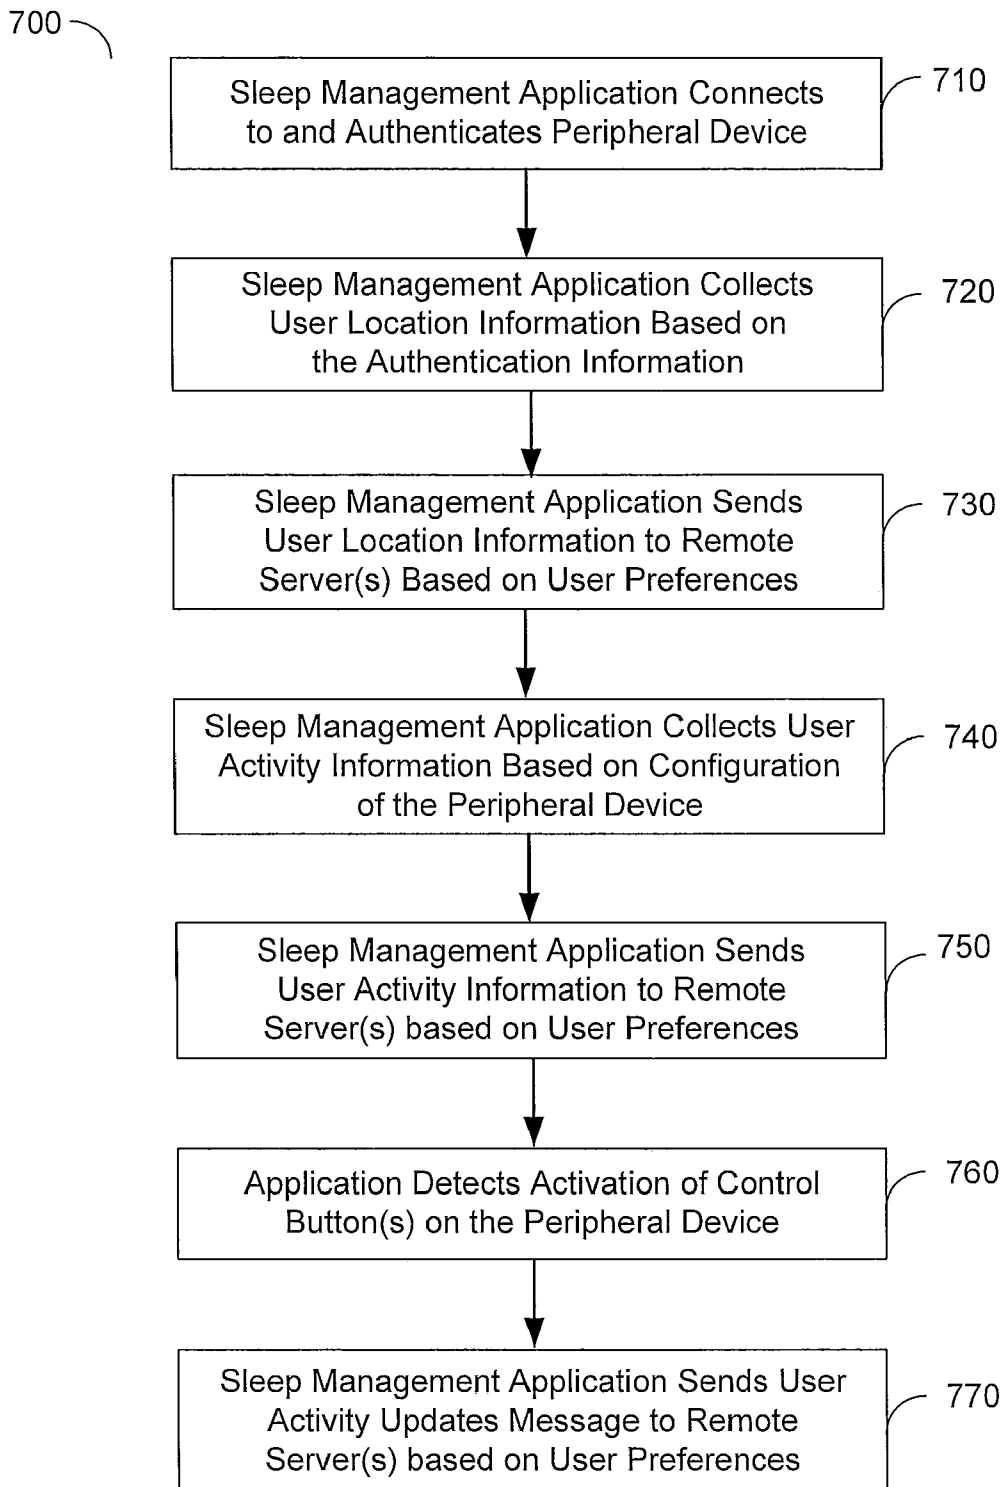 700
Sleep Management Application Connects
to and Authenticates Peripheral Device
710
Sleep Management Application Collects
User Location Information Based on
the Authentication Information
720
Sleep Management Application Sends
User Location Information to Remote
Server(s) Based on User Preferences
730
Sleep Management Application Collects User
Activity Information Based on Configuration
of the Peripheral Device
740
Sleep Management Application Sends
User Activity Information to Remote
Server(s) based on User Preferences
750
Application Detects Activation of Control
Button(s) on the Peripheral Device
760
Sleep Management Application Sends User
Activity Updates Message to Remote
Server(s) based on User Preferences
770